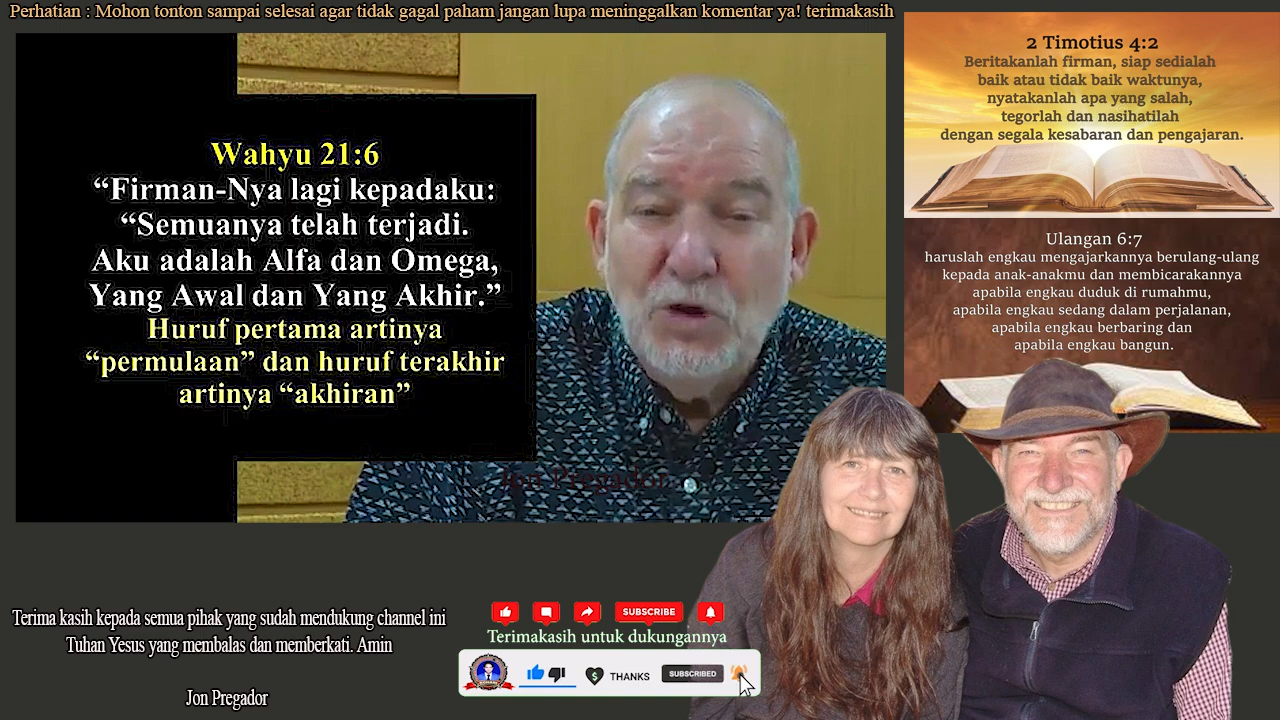 Perhatian : Mohon tonton sampai selesai agar tidak gagal paham jangan lupa meninggalkan komentar ya! terimakasih
Wahyu 21:6
“Firman-Nya lagi kepadaku:
“Semuanya telah terjadi.
Aku adalah Alfa dan Omega,
Yang Awal dan Yang Akhir.”
Huruf pertama artinya
“permulaan” dan huruf terakhir
artinya “akhiran”
Jon Pregador
2 Timotius 4:2
Beritakanlah firman, siap sedialah
baik atau tidak baik waktunya,
nyatakanlah apa yang salah,
tegorlah dan nasihatilah
dengan segala kesabaran dan pengajaran.
Ulangan 6:7
haruslah engkau mengajarkannya berulang-ulang
kepada anak-anakmu dan membicarakannya
apabila engkau duduk di rumahmu,
apabila engkau sedang dalam perjalanan,
apabila engkau berbaring dan
apabila engkau bangun.
Terima kasih kepada semua pihak yang sudah mendukung channel ini
Tuhan Yesus yang membalas dan memberkati. Amin
Jon Pregador
SUBSCRIBE
Terimakasih untuk dukungannya
THANKS
SUBSCRIBED